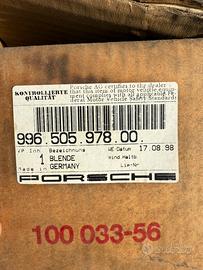 KONTROLLIERTE
QUALITÄT
Porsche AG certifies to the dealer
that this item of motor vehicle equip-
ment complies with all applicable Fe-
deral Motor Vehicle Safety Standards
996.505.978.00.
VP Inh. Bezeichnung WE-Datum 17.08.98
1 BLENDE
Made in GERMANY
PORSCHE
100 033-56
subito